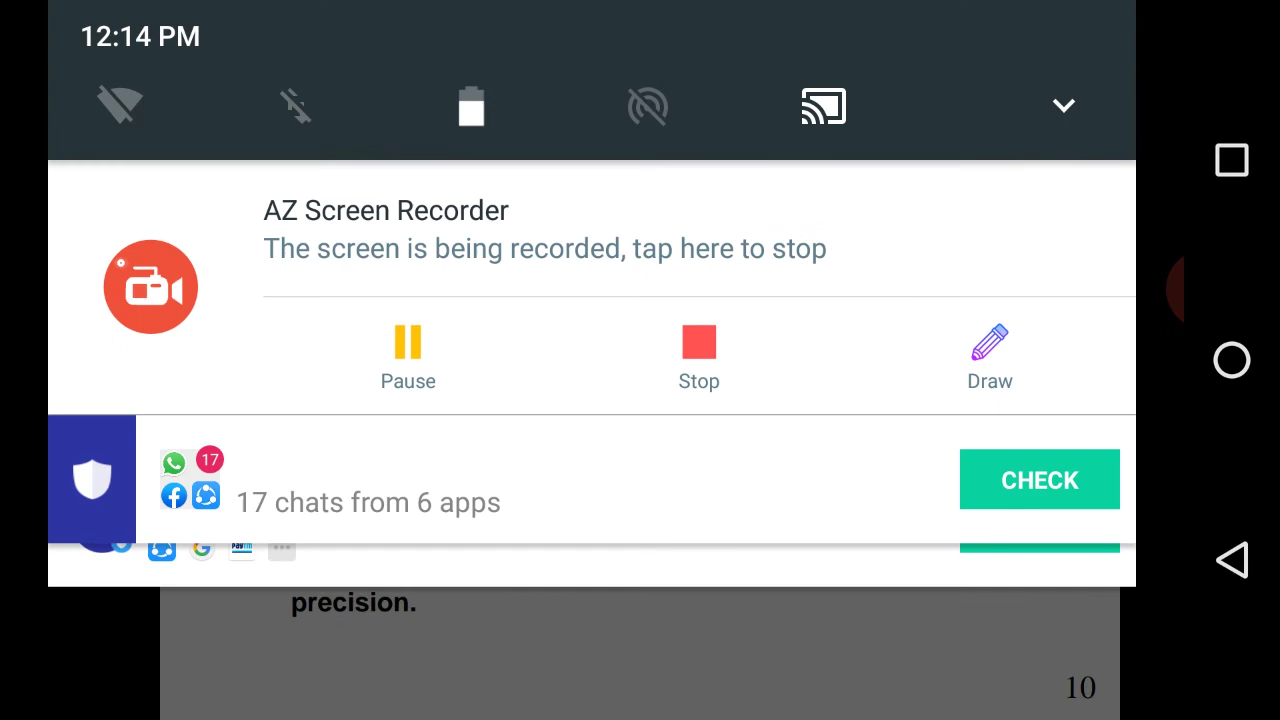 12:14 PM
AZ Screen Recorder
The screen is being recorded, tap here to stop
Pause
Stop
Draw
17
17 chats from 6 apps
CHECK
precision.
10